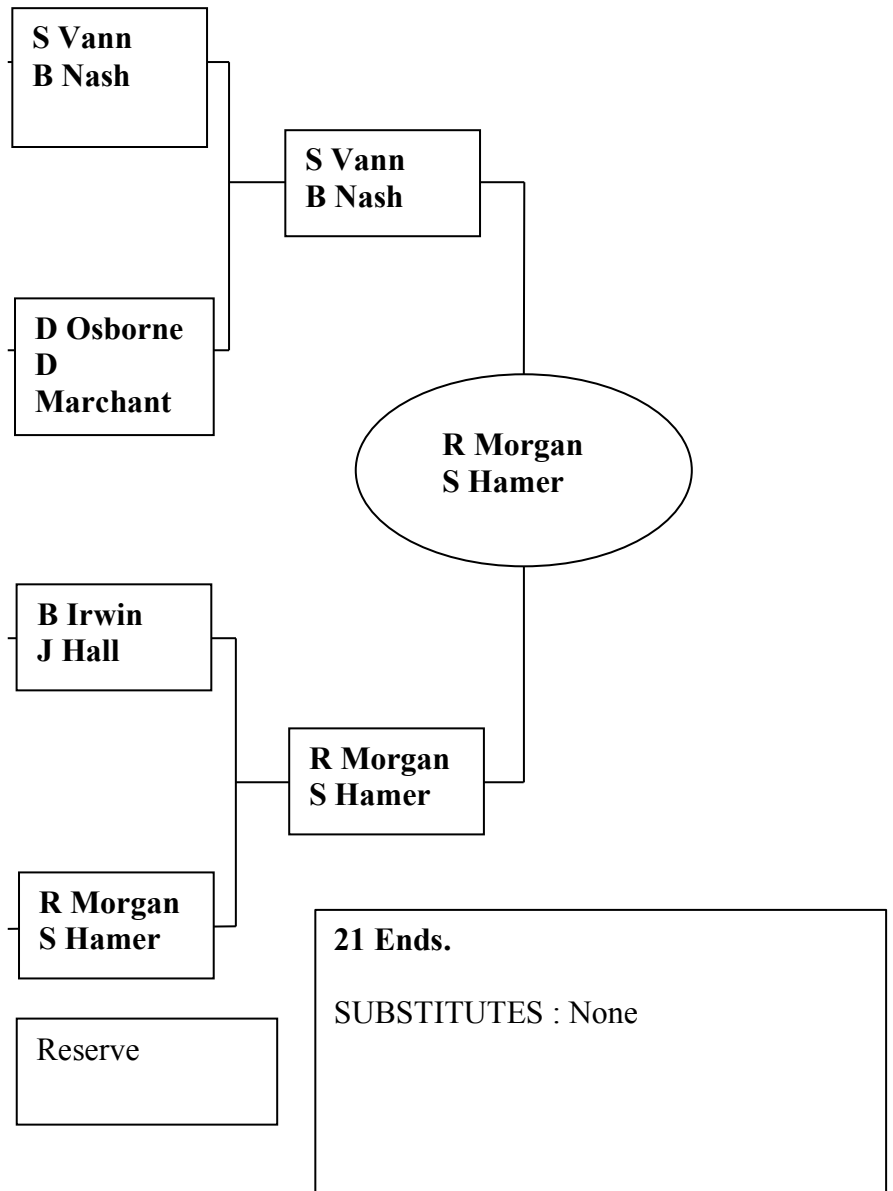 S Vann
B Nash
S Vann
B Nash
D Osborne
D
Marchant
R Morgan
S Hamer
B Irwin
J Hall
R Morgan
S Hamer
R Morgan
S Hamer
21 Ends.
SUBSTITUTES : None
Reserve